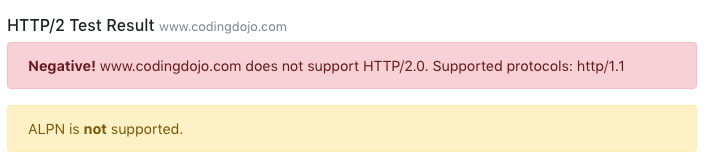 HTTP/2 Test Result www.codingdojo.com
Negative! www.codingdojo.com does not support HTTP/2.0. Supported protocols: http/1.1
ALPN is not supported.